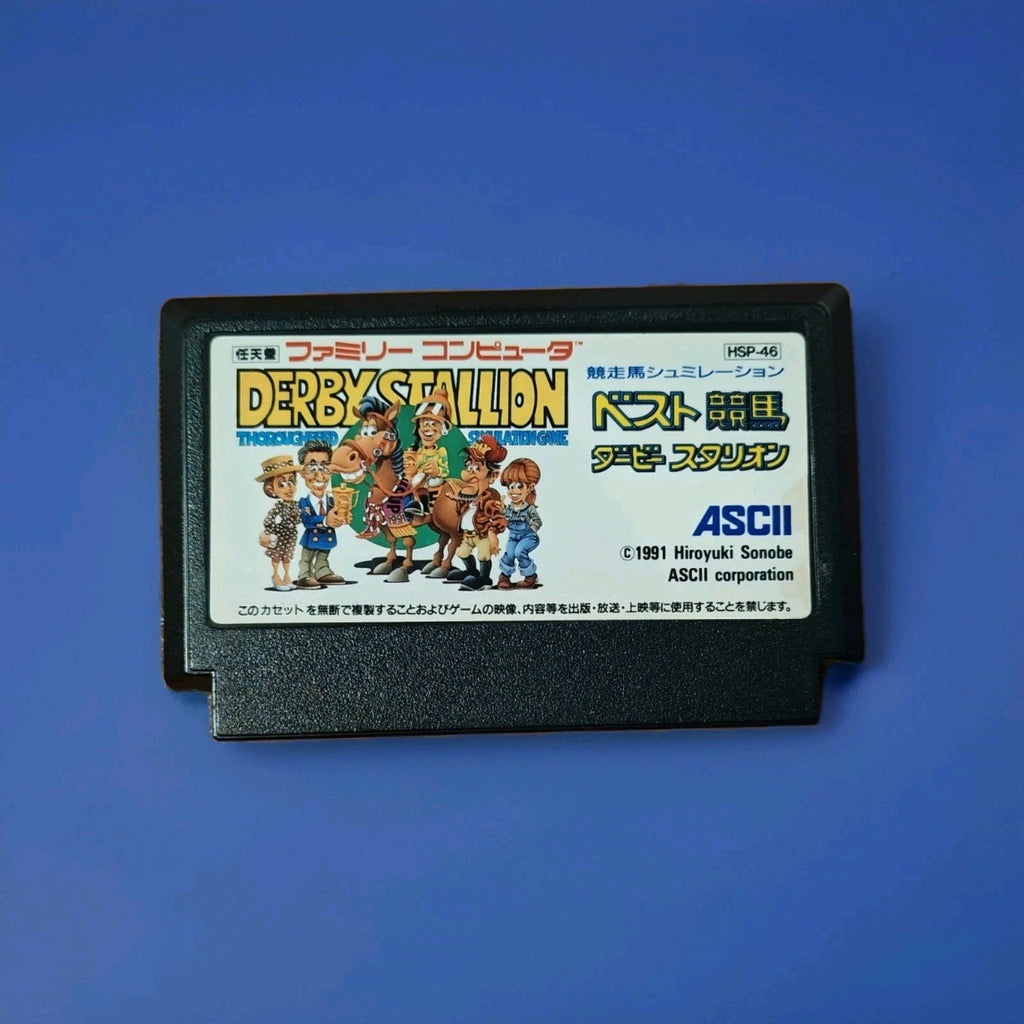 任天堂 ファミリー コンピュータ™
HSP-46
DERBY STALLION
THOROUGHBRED SIMULATION GAME
競走馬シュミレーション
ベスト競馬
ダービー スタリオン
1991
ASCII
©1991 Hiroyuki Sonobe
ASCII corporation
このカセットを無断で複製することおよびゲームの映像、内容等を出版・放送・上映等に使用することを禁じます。